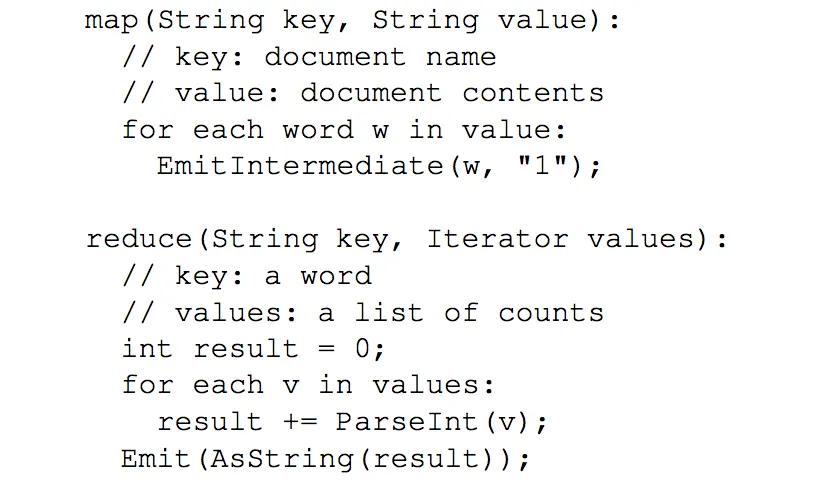 map(String key, String value):
// key: document name
// value: document contents
for each word w in value:
EmitIntermediate(w, "1");
reduce(String key, Iterator values):
// key: a word
// values: a list of counts
int result = 0;
for each v in values:
result += ParseInt(v);
Emit(AsString(result));